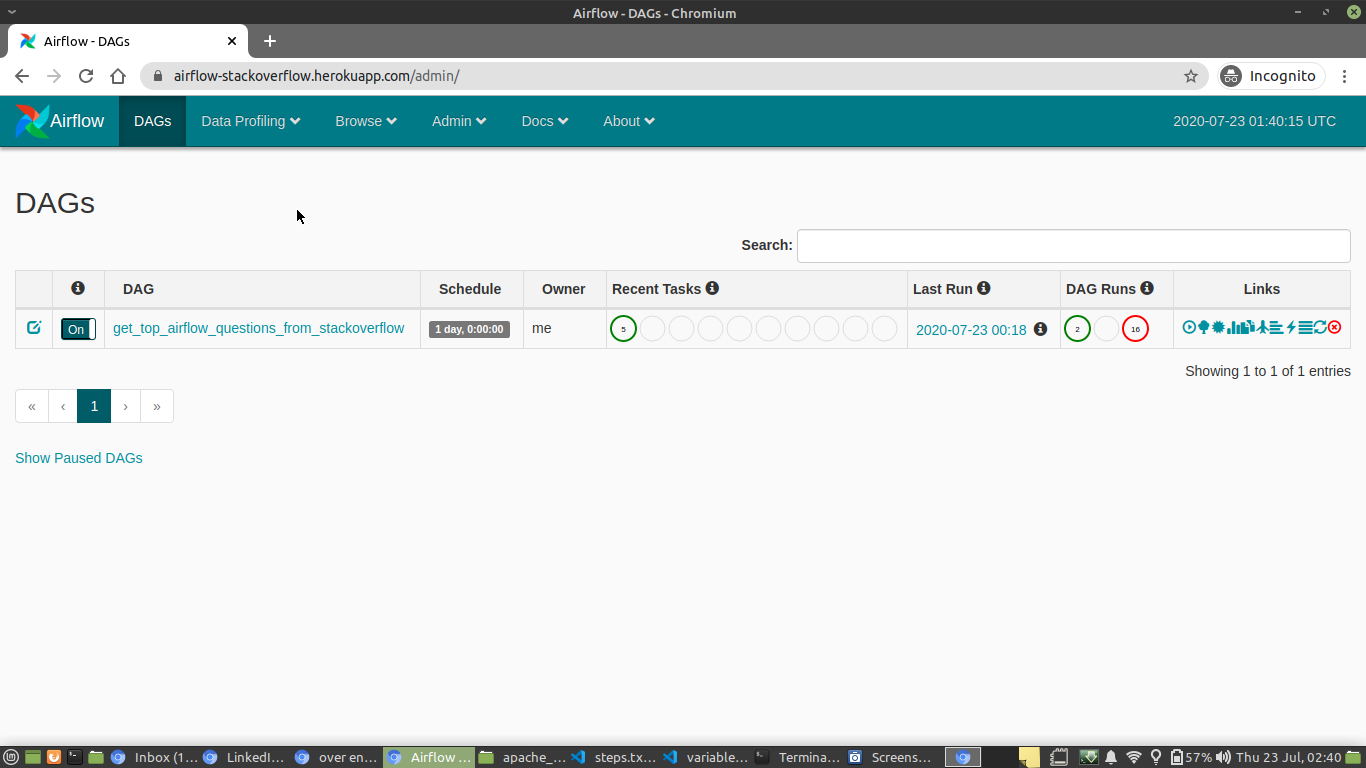 Airflow - DAGs - Chromium
Airflow - DAGs
airflow-stackoverflow.herokuapp.com/admin/
Incognito
Airflow DAGs Data Profiling Browse Admin Docs About 2020-07-23 01:40:15 UTC
DAGs
Search:
DAG Schedule Owner Recent Tasks Last Run DAG Runs Links
On get_top_airflow_questions_from_stackoverflow 1 day, 0:00:00 me 5 2020-07-23 00:18 2 16
Showing 1 to 1 of 1 entries
« ‹ 1 › »
Show Paused DAGs
Inbox (1... LinkedI... over en... Airflow ... apache_... steps.tx... variable... Termina... Screens... 57% Thu 23 Jul, 02:40